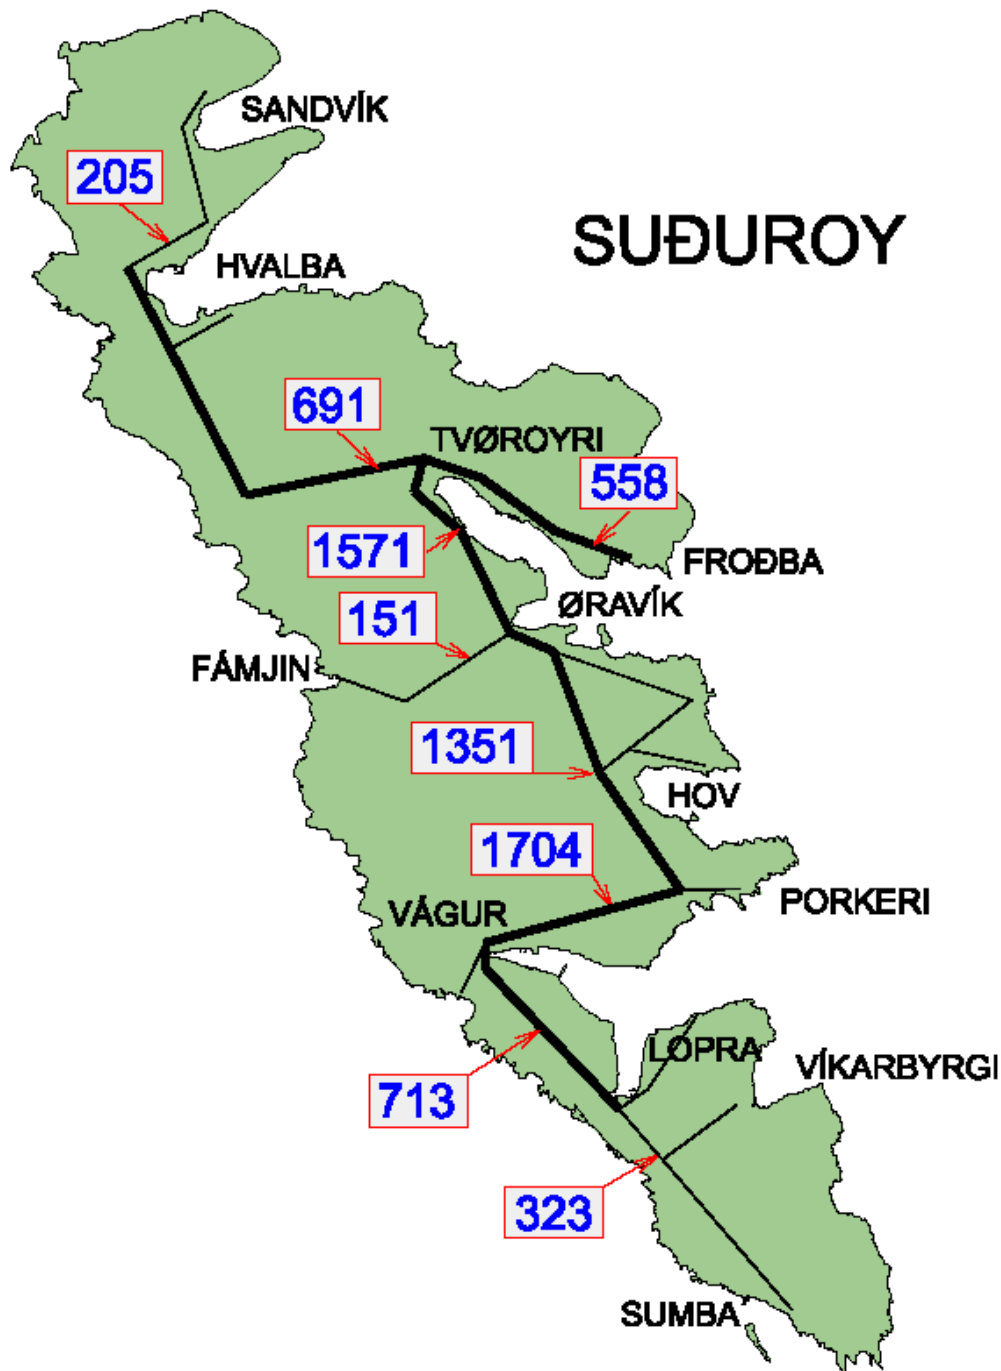 SANDVÍK
205
SUÐUROY
HVALBA
691
TVØROYRI
558
1571
FROÐBA
ØRAVÍK
151
FÁMJIN
1351
HOV
1704
PORKERI
VÁGUR
LOPRA
VÍKARBYRGI
713
323
SUMBA